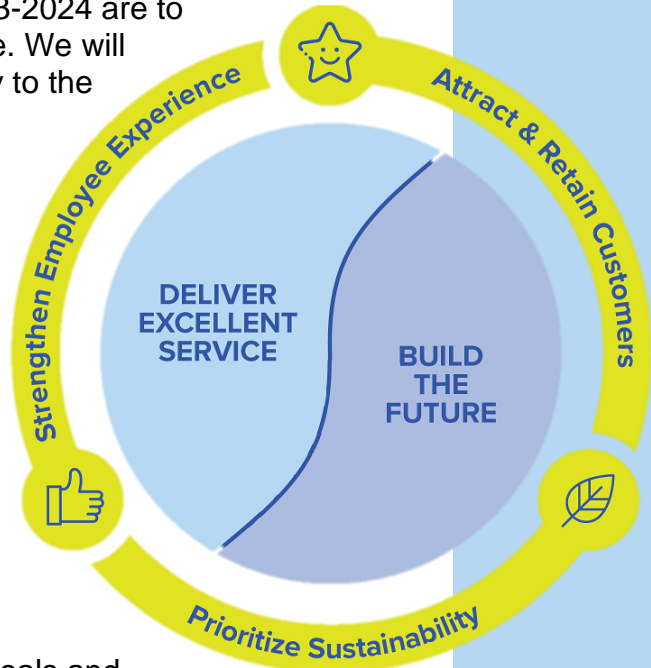 3-2024 are to
e. We will
y to the
Strengthen Employee Experience
Attract & Retain Customers
DELIVER
EXCELLENT
SERVICE
BUILD
THE
FUTURE
Prioritize Sustainability